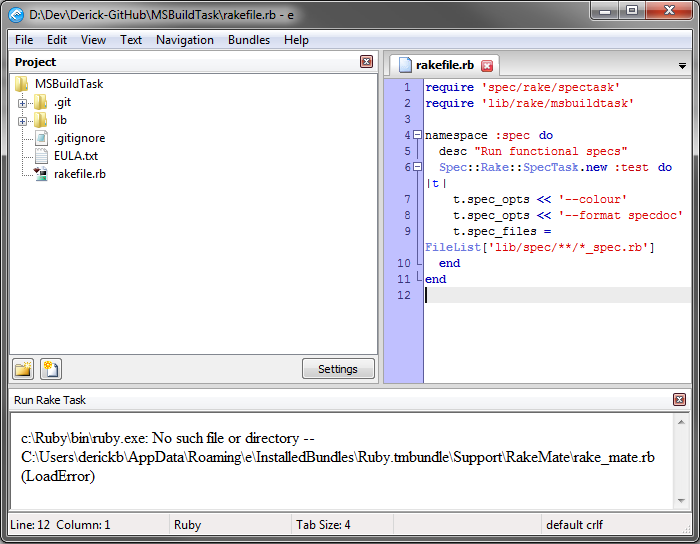 D:\Dev\Derick-GitHub\MSBuildTask\rakefile.rb - e
File Edit View Text Navigation Bundles Help
Project
MSBuildTask
.git
lib
.gitignore
EULA.txt
rakefile.rb
Settings
rakefile.rb
1 require 'spec/rake/spectask'
2 require 'lib/rake/msbuildtask'
3
4 namespace :spec do
5   desc "Run functional specs"
6   Spec::Rake::SpecTask.new :test do
|t|
7     t.spec_opts << '--colour'
8     t.spec_opts << '--format specdoc'
9     t.spec_files =
FileList['lib/spec/**/*_spec.rb']
10   end
11 end
12
Run Rake Task
c:\Ruby\bin\ruby.exe: No such file or directory --
C:\Users\derickb\AppData\Roaming\e\InstalledBundles\Ruby.tmbundle\Support\RakeMate\rake_mate.rb
(LoadError)
Line: 12 Column: 1 Ruby Tab Size: 4 default crlf